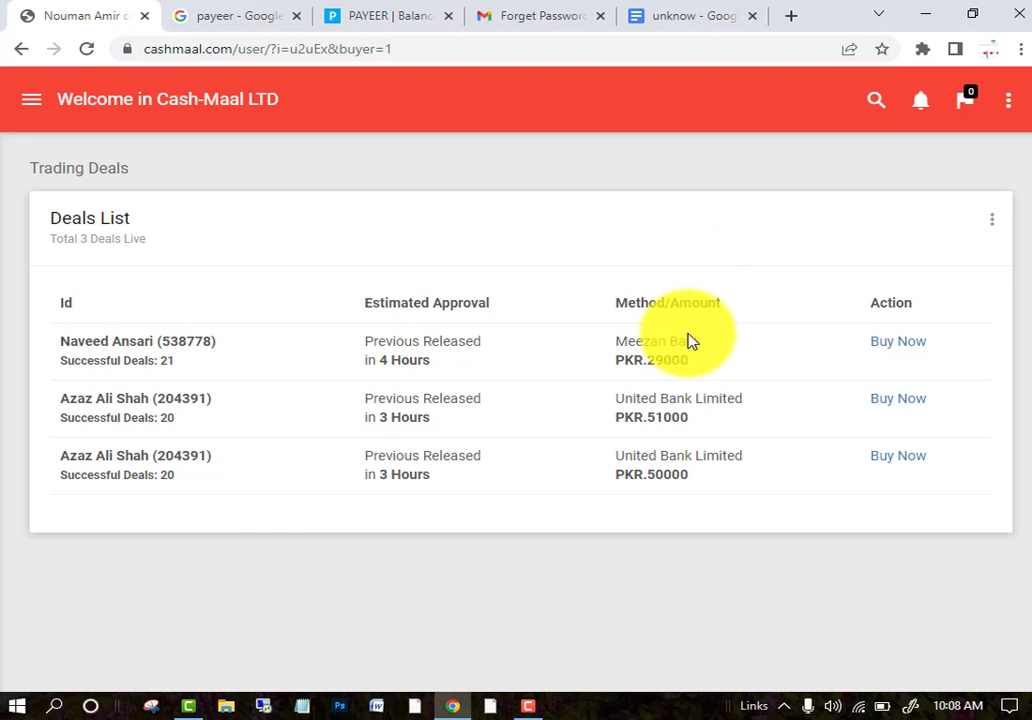 Nouman Amir c
payeer - Google
PAYEER | Balanc
Forget Password
unknow - Goog
cashmaal.com/user/?i=u2uEx&buyer=1
Welcome in Cash-Maal LTD
0
Trading Deals
Deals List
Total 3 Deals Live
Id Estimated Approval Method/Amount Action
Naveed Ansari (538778) Previous Released Meezan Ba Buy Now
Successful Deals: 21 in 4 Hours PKR.29000
Azaz Ali Shah (204391) Previous Released United Bank Limited Buy Now
Successful Deals: 20 in 3 Hours PKR.51000
Azaz Ali Shah (204391) Previous Released United Bank Limited Buy Now
Successful Deals: 20 in 3 Hours PKR.50000
Links 10:08 AM